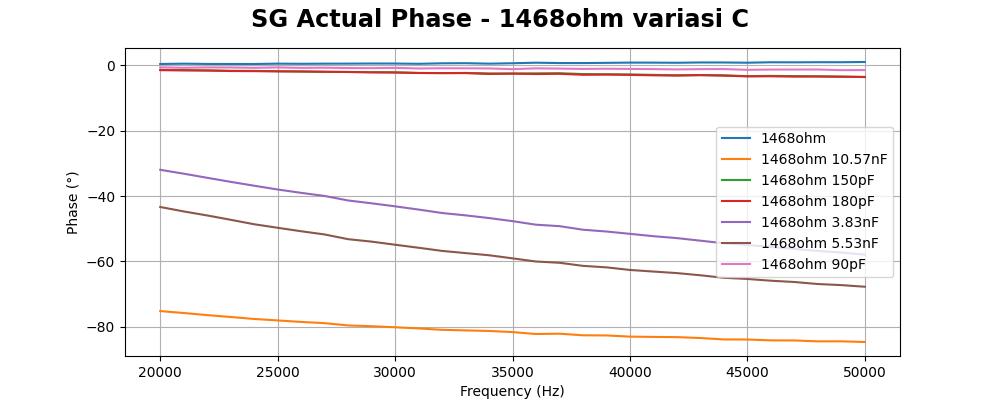 SG Actual Phase - 1468ohm variasi C
Phase (°)
0
−20
−40
−60
−80
1468ohm
1468ohm 10.57nF
1468ohm 150pF
1468ohm 180pF
1468ohm 3.83nF
1468ohm 5.53nF
1468ohm 90pF
20000 25000 30000 35000 40000 45000 50000
Frequency (Hz)